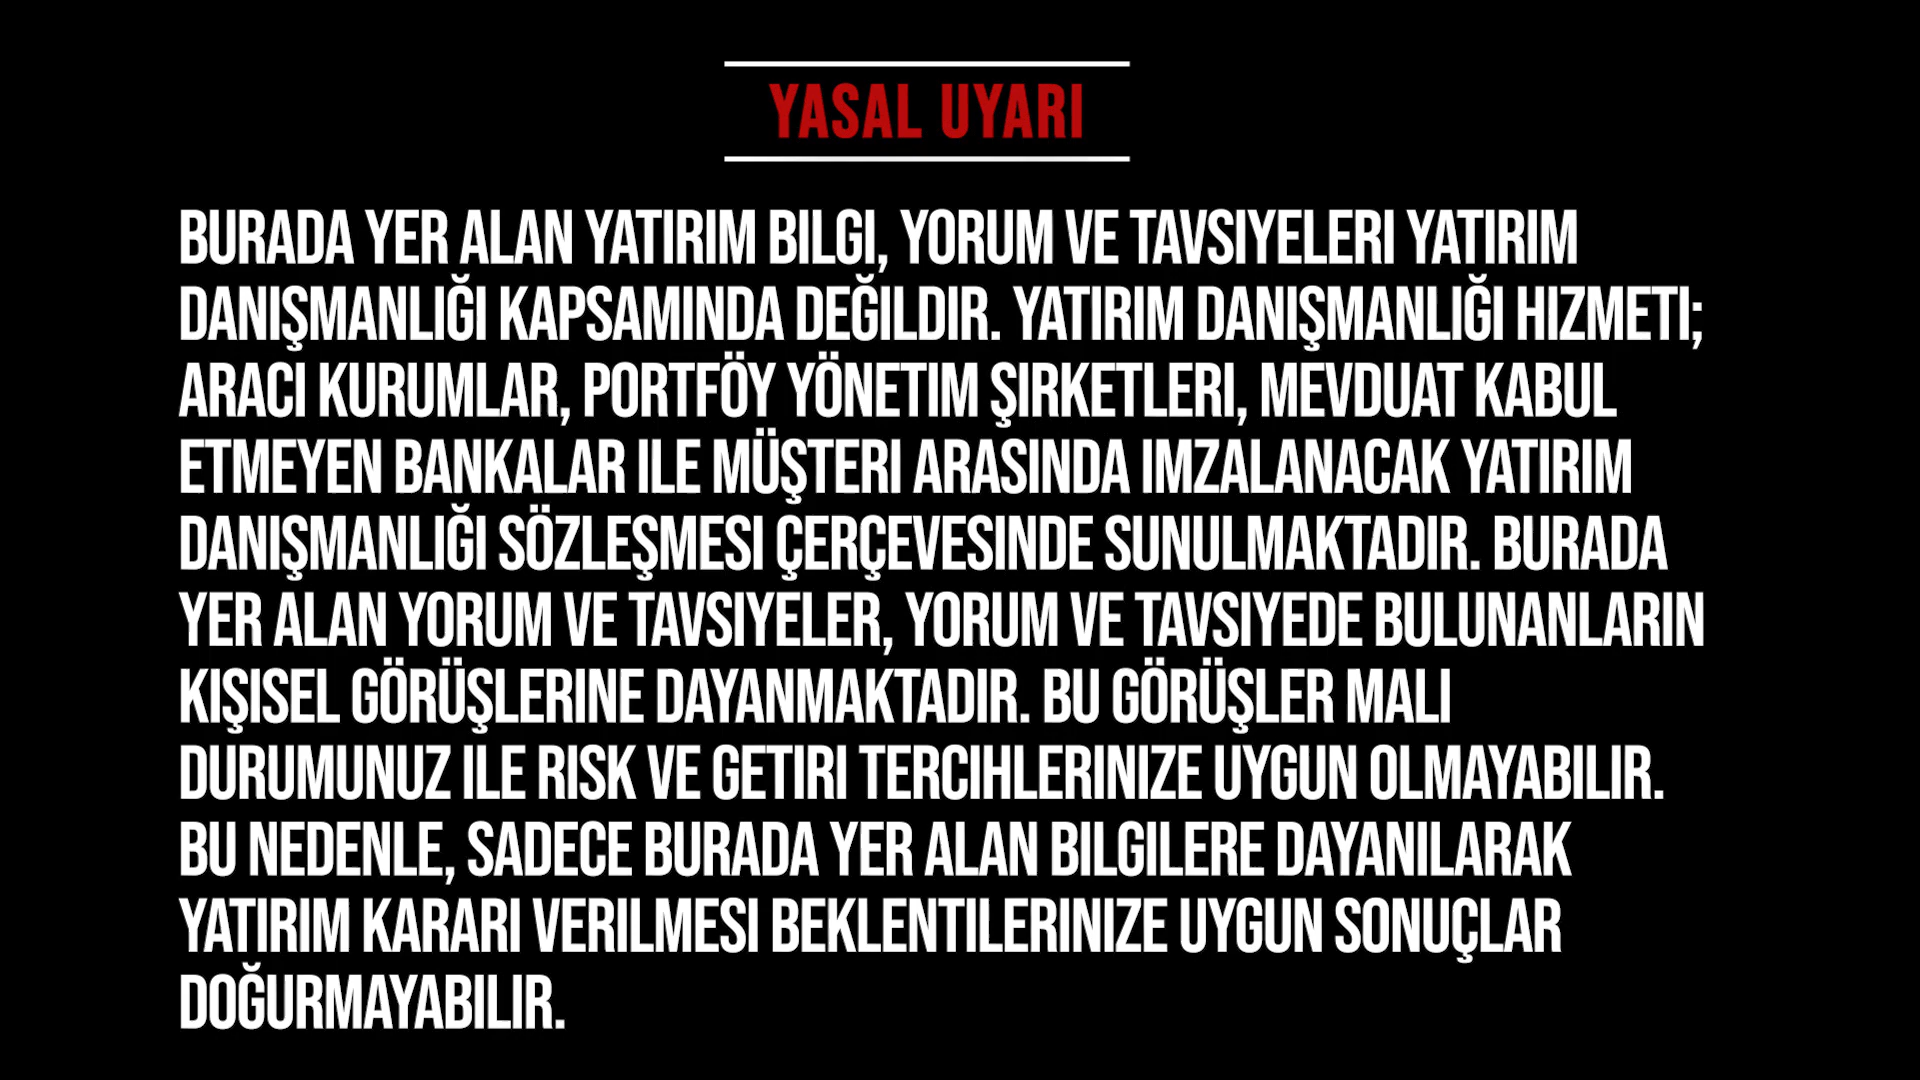 YASAL UYARI
BURADA YER ALAN YATIRIM BILGI, YORUM VE TAVSIYELERI YATIRIM
DANIŞMANLIĞI KAPSAMINDA DEĞILDIR. YATIRIM DANIŞMANLIĞI HIZMETI;
ARACI KURUMLAR, PORTFÖY YÖNETIM ŞIRKETLERI, MEVDUAT KABUL
ETMEYEN BANKALAR ILE MÜŞTERI ARASINDA IMZALANACAK YATIRIM
DANIŞMANLIĞI SÖZLEŞMESI ÇERÇEVESINDE SUNULMAKTADIR. BURADA
YER ALAN YORUM VE TAVSIYELER, YORUM VE TAVSIYEDE BULUNANLARIN
KIŞISEL GÖRÜŞLERINE DAYANMAKTADIR. BU GÖRÜŞLER MALI
DURUMUNUZ ILE RISK VE GETIRI TERCIHLERINIZE UYGUN OLMAYABILIR.
BU NEDENLE, SADECE BURADA YER ALAN BILGILERE DAYANILARAK
YATIRIM KARARI VERILMESI BEKLENTILERINIZE UYGUN SONUÇLAR
DOĞURMAYABILIR.